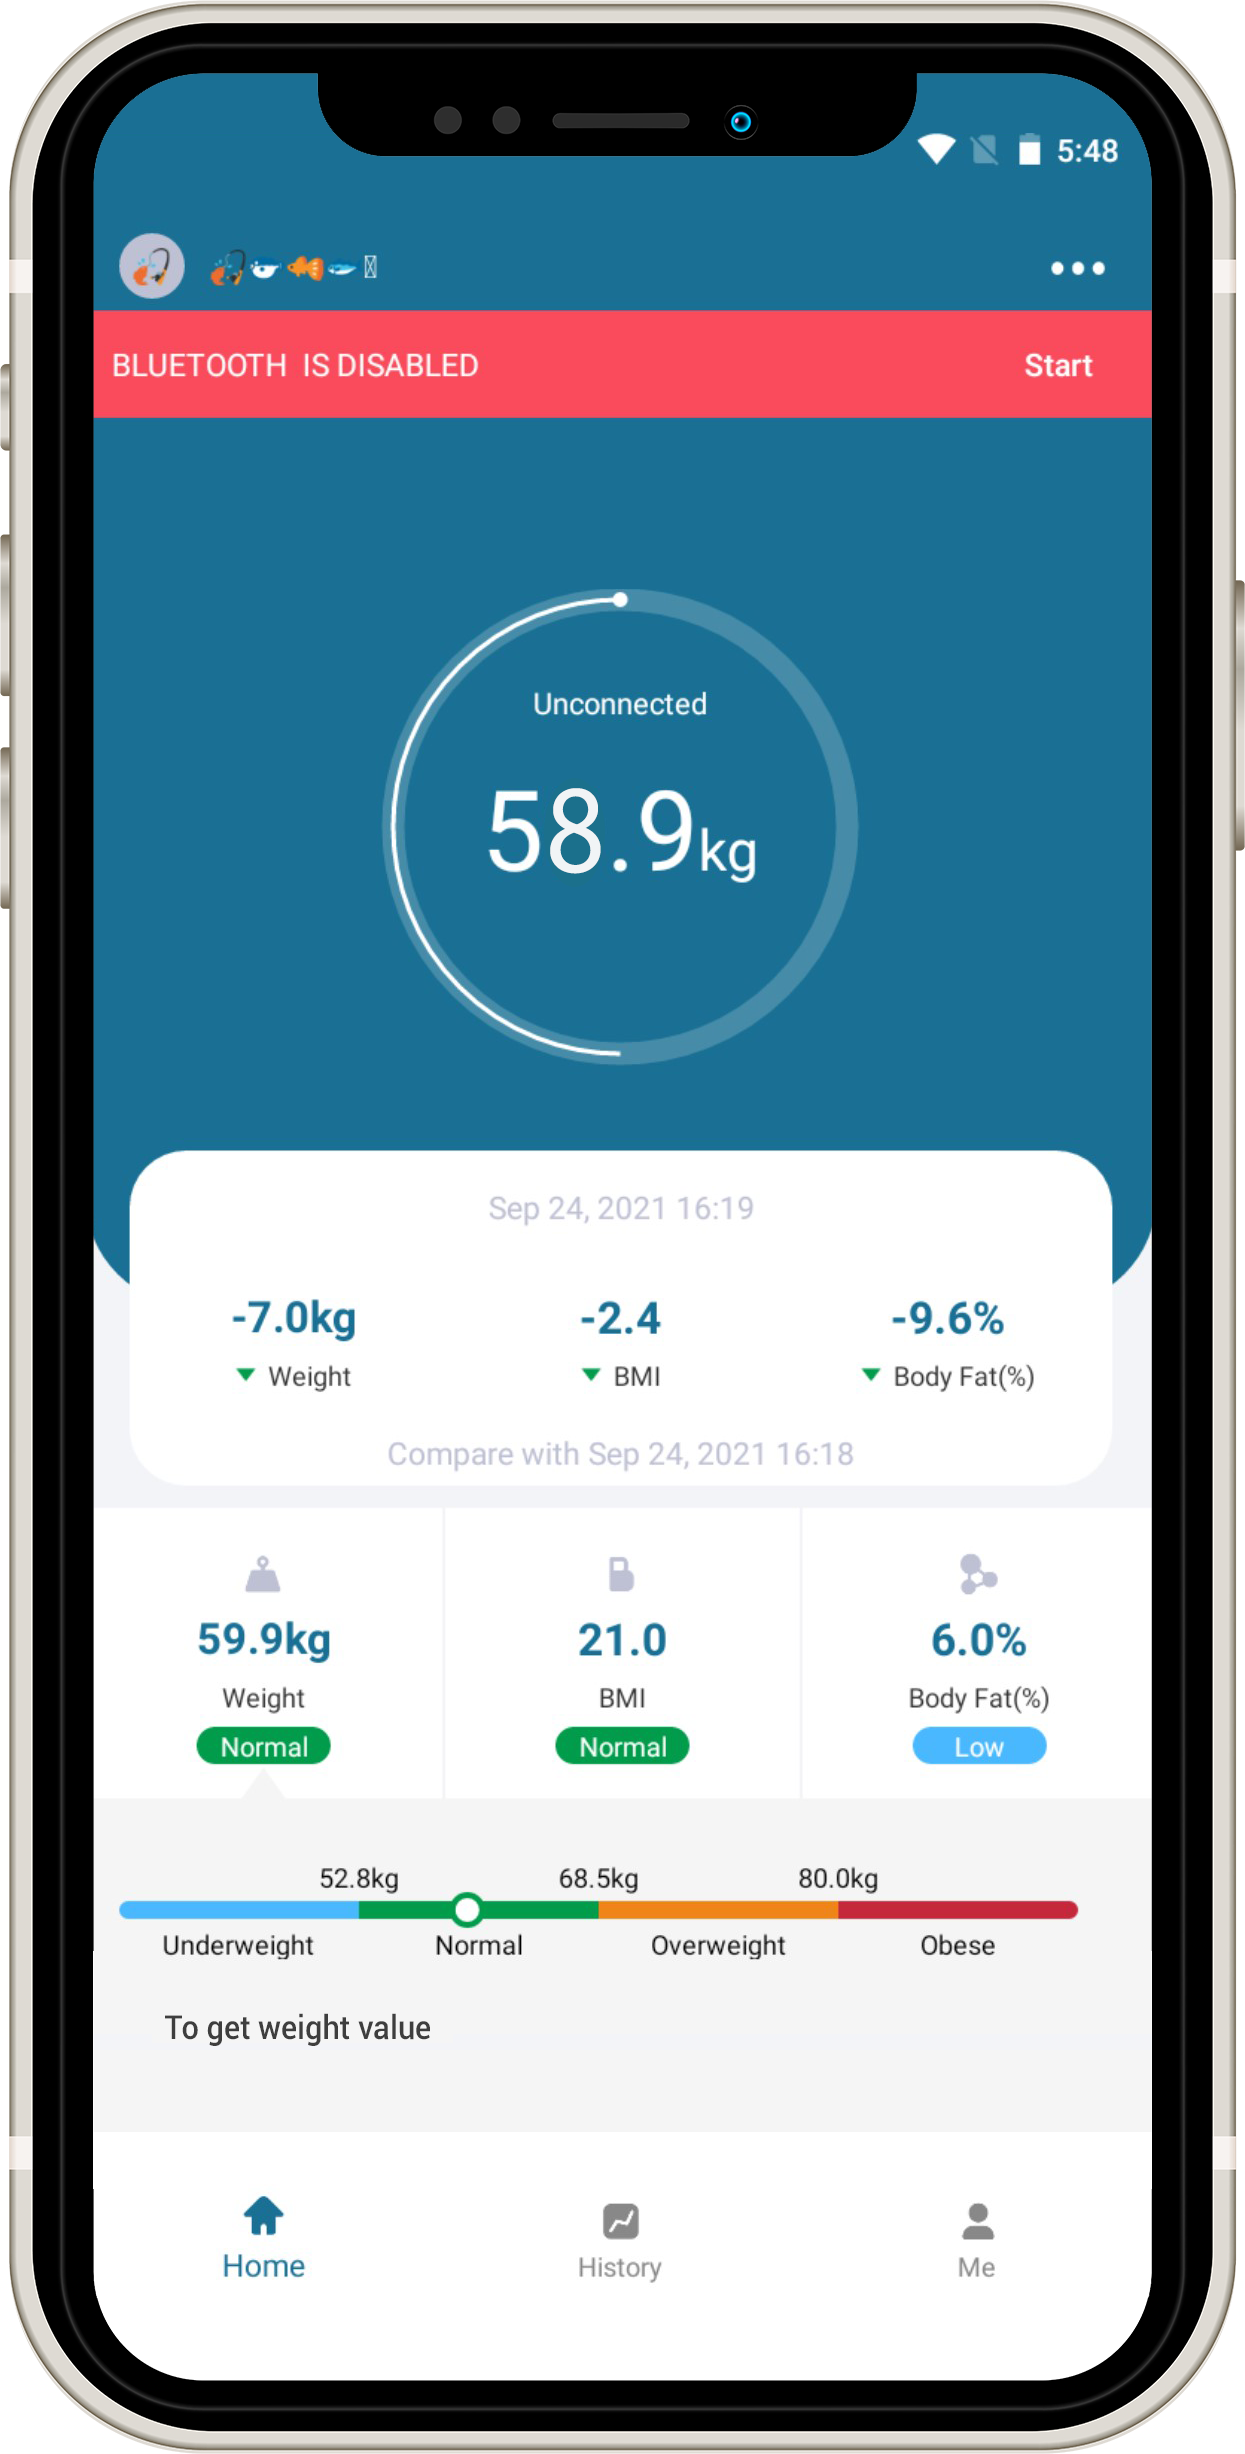 5:48
BLUETOOTH IS DISABLED Start
Unconnected
58.9kg
Sep 24, 2021 16:19
-7.0kg -2.4 -9.6%
Weight BMI Body Fat(%)
Compare with Sep 24, 2021 16:18
59.9kg 21.0 6.0%
Weight BMI Body Fat(%)
Normal Normal Low
52.8kg 68.5kg 80.0kg
Underweight Normal Overweight Obese
To get weight value
Home History Me